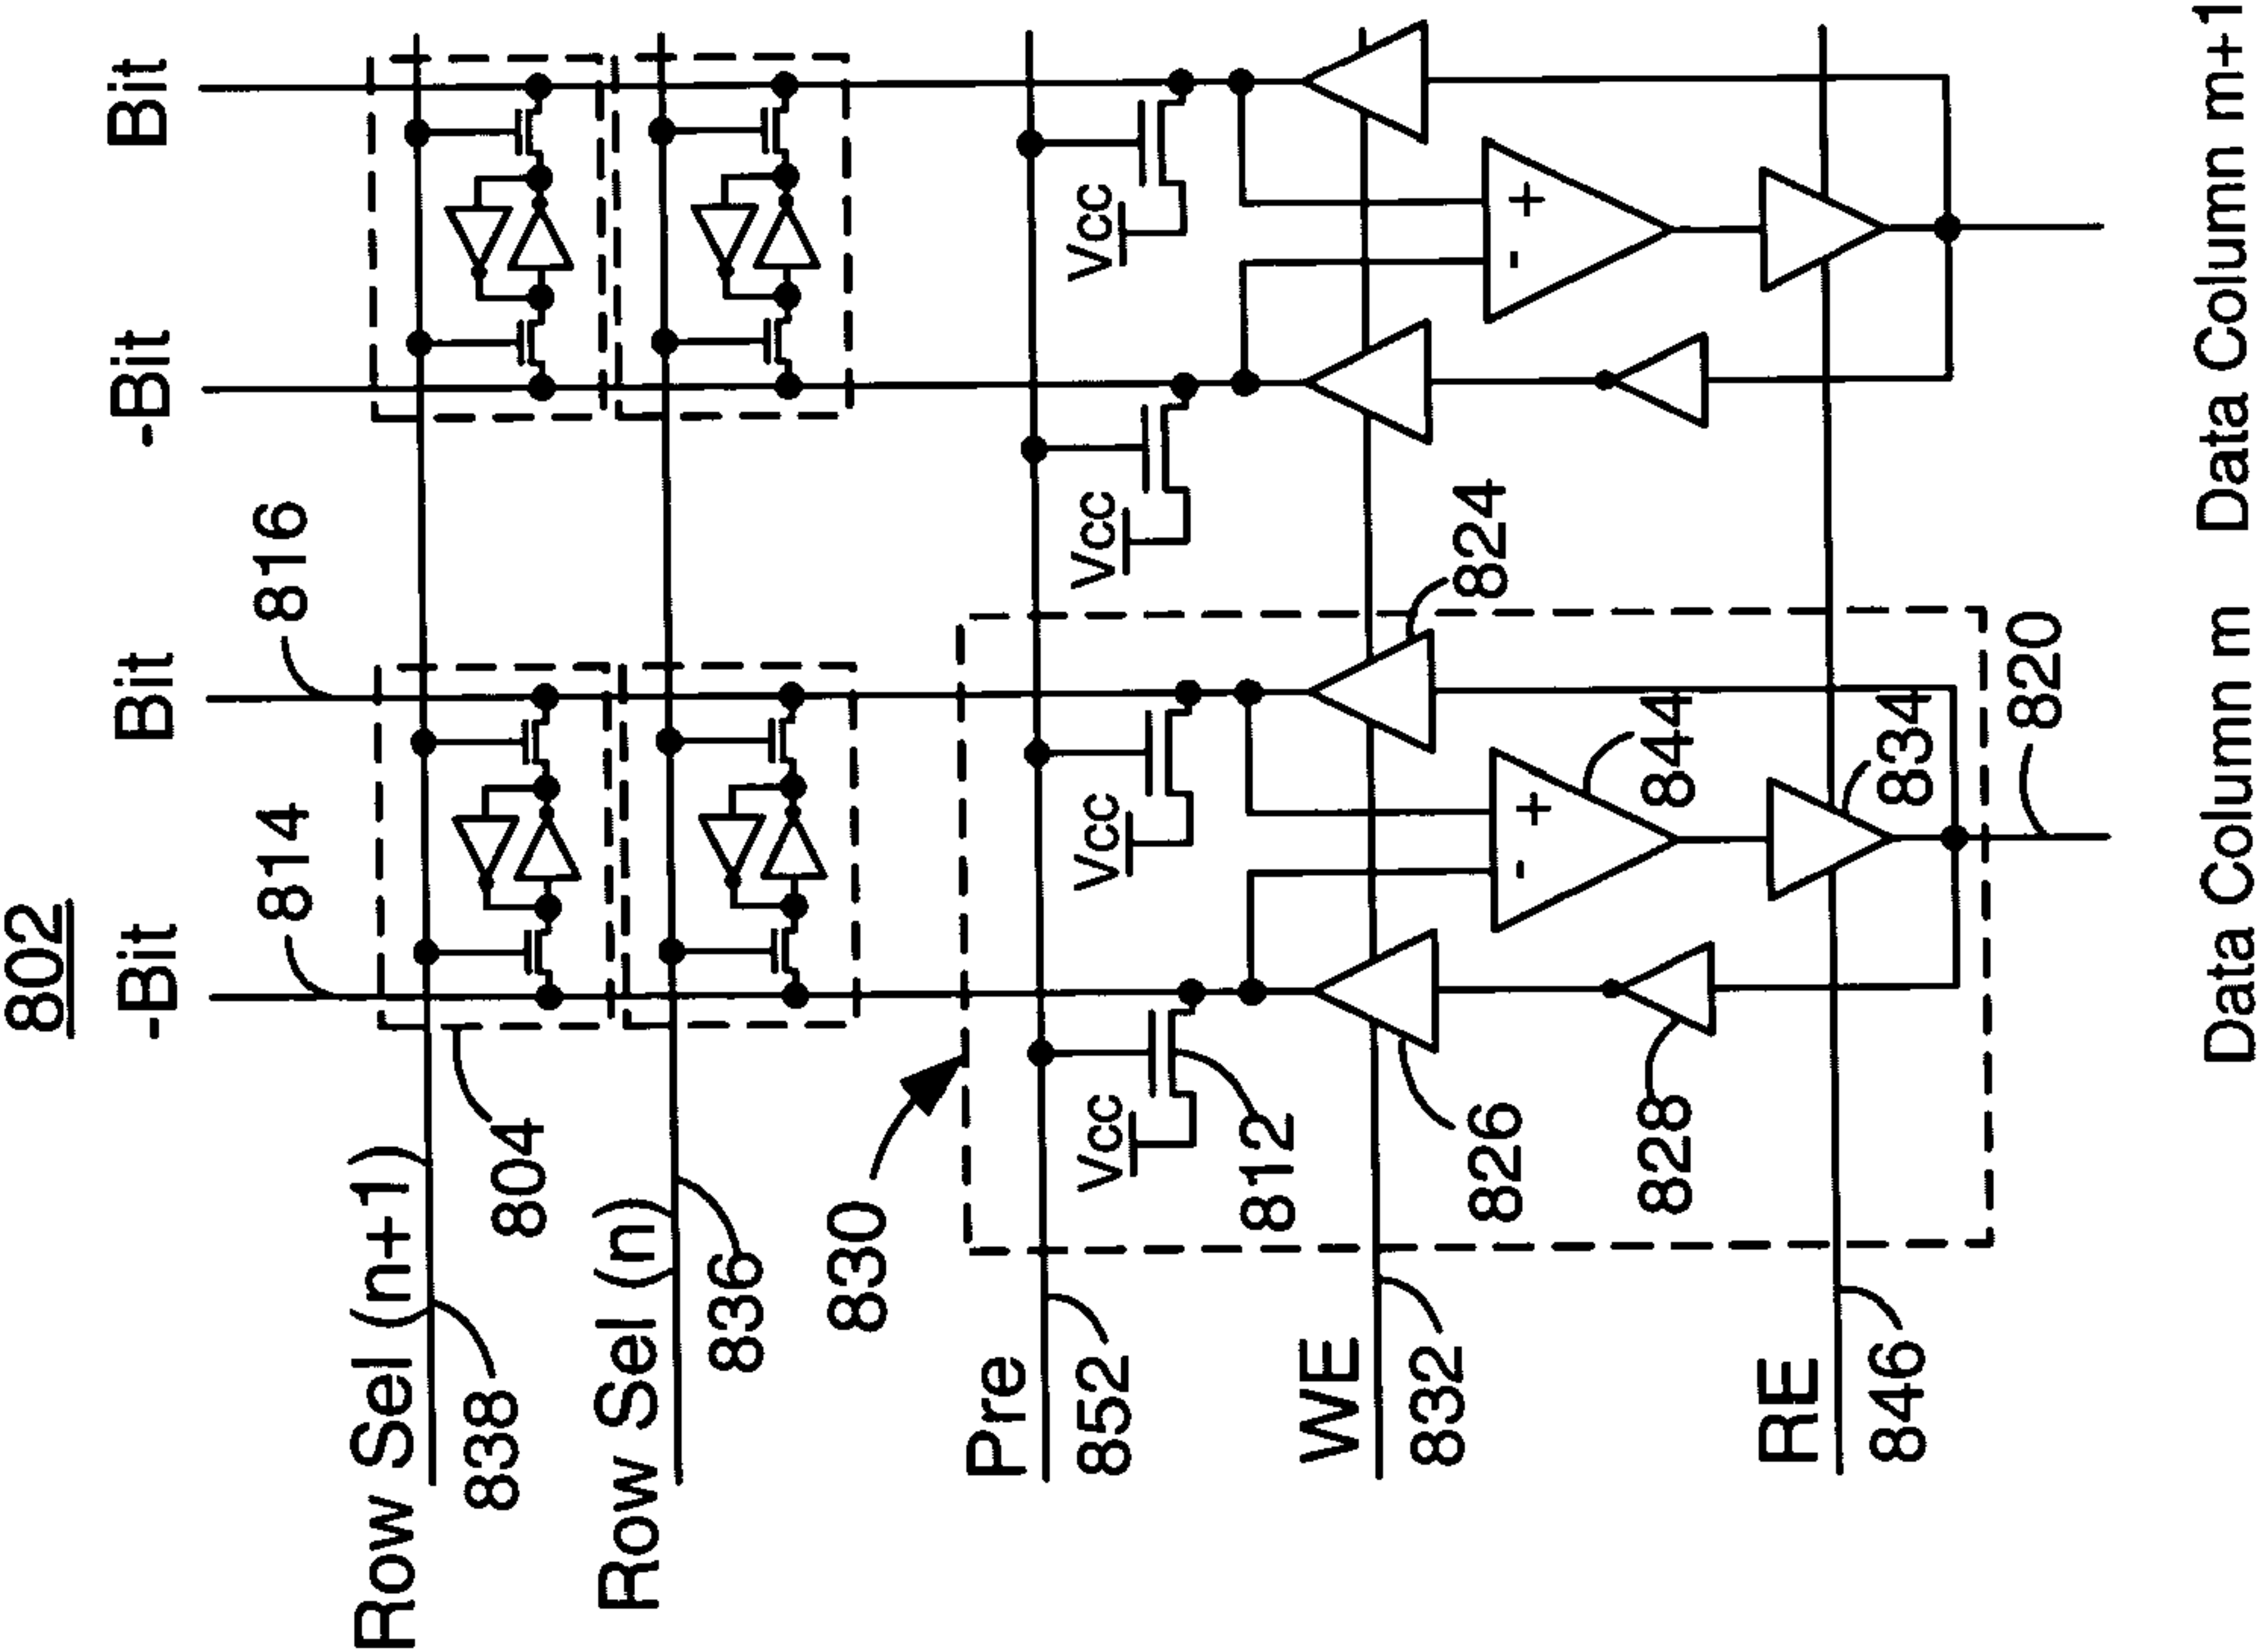 802
-Bit Bit -Bit Bit
814 816
Row Sel (n+1)
838 804
Row Sel (n)
836
830
Pre
852 Vcc Vcc Vcc Vcc
812
WE
832 826 824
- + - +
828 844
RE
846 834
820
Data Column m Data Column m+1